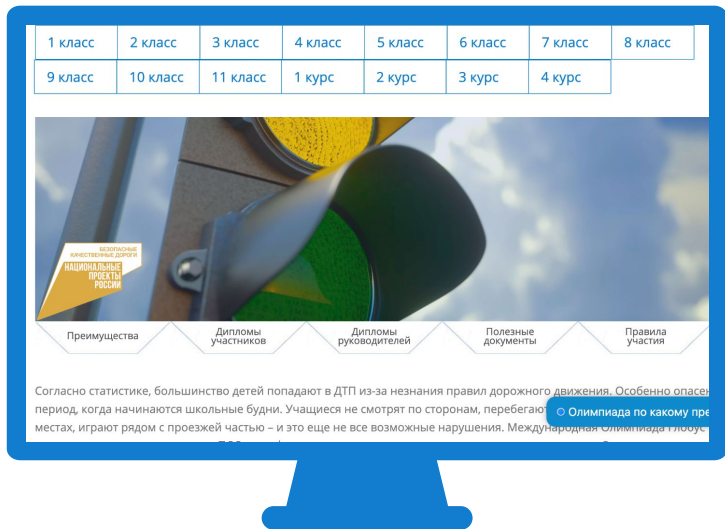 1 класс 2 класс 3 класс 4 класс 5 класс 6 класс 7 класс 8 класс
9 класс 10 класс 11 класс 1 курс 2 курс 3 курс 4 курс
БЕЗОПАСНЫЕ
КАЧЕСТВЕННЫЕ ДОРОГИ
НАЦИОНАЛЬНЫЕ
ПРОЕКТЫ
РОССИИ
Преимущества
Дипломы
участников
Дипломы
руководителей
Полезные
документы
Правила
участия
Согласно статистике, большинство детей попадают в ДТП из-за незнания правил дорожного движения. Особенно опасен
период, когда начинаются школьные будни. Учащиеся не смотрят по сторонам, перебегают
Олимпиада по какому пре
местах, играют рядом с проезжей частью – и это еще не все возможные нарушения. Международная Олимпиада Глобус